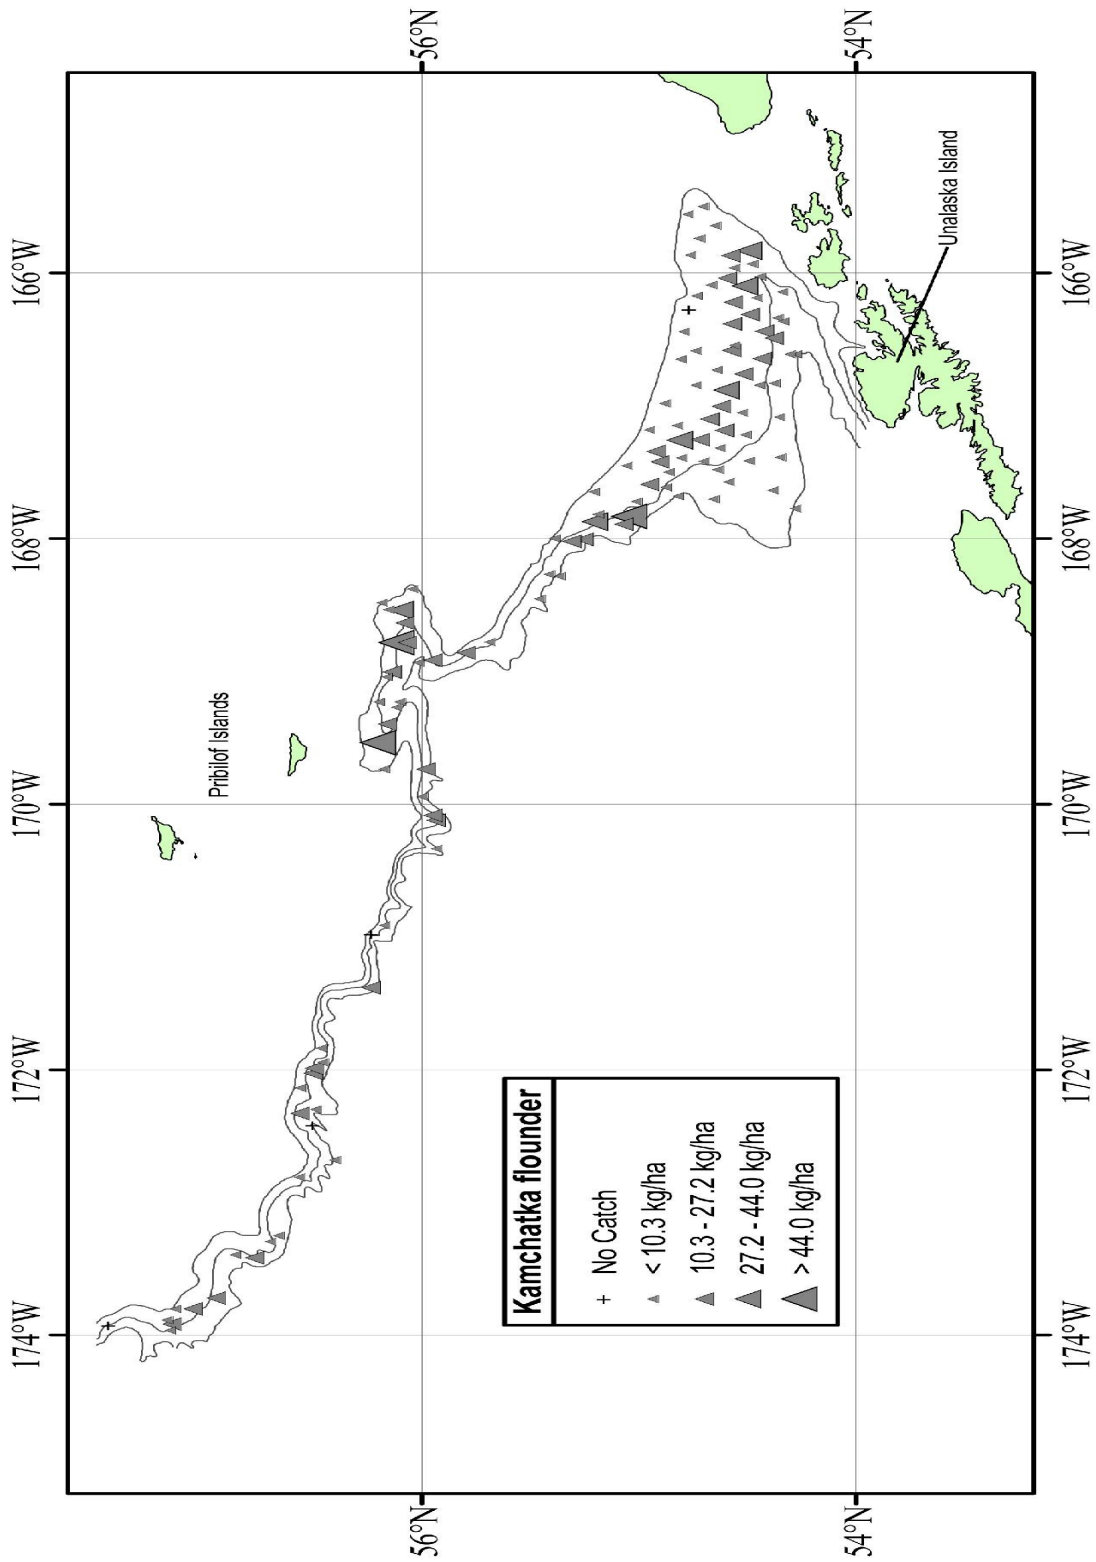 174°W
172°W
170°W
168°W
166°W
56°N
56°N
54°N
54°N
Pribilof Islands
Unalaska Island
Kamchatka flounder
No Catch
< 10.3 kg/ha
10.3 - 27.2 kg/ha
27.2 - 44.0 kg/ha
> 44.0 kg/ha
174°W
172°W
170°W
168°W
166°W